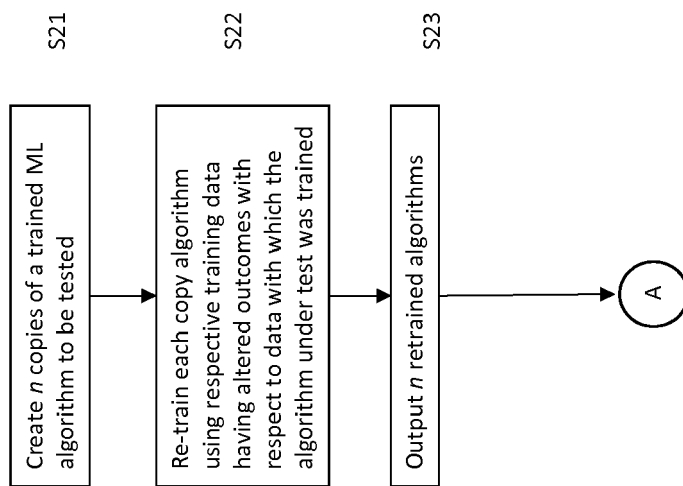 Create n copies of a trained ML
algorithm to be tested
S21
Re-train each copy algorithm
using respective training data
having altered outcomes with
respect to data with which the
algorithm under test was trained
S22
Output n retrained algorithms
S23
A